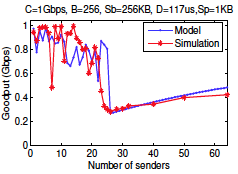 C=1Gbps, B=256, Sb=256KB, D=117us,Sp=1KB
Model
Simulation
Goodput (Gbps)
1
0.8
0.6
0.4
0.2
0
0 10 20 30 40 50 60
Number of senders